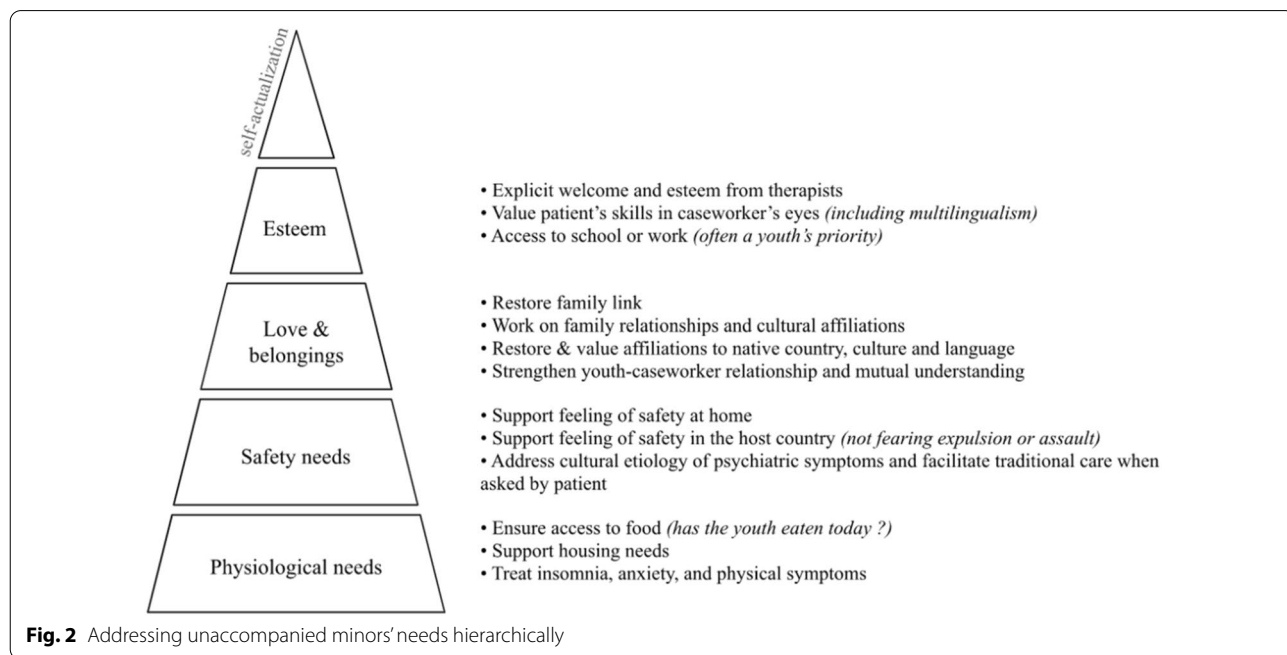 self-actualization
• Explicit welcome and esteem from therapists
• Value patient's skills in caseworker's eyes (including multilingualism)
• Access to school or work (often a youth's priority)
Esteem
• Restore family link
• Work on family relationships and cultural affiliations
• Restore & value affiliations to native country, culture and language
• Strengthen youth-caseworker relationship and mutual understanding
Love &
belongings
• Support feeling of safety at home
• Support feeling of safety in the host country (not fearing expulsion or assault)
• Address cultural etiology of psychiatric symptoms and facilitate traditional care when
asked by patient
Safety needs
• Ensure access to food (has the youth eaten today ?)
• Support housing needs
• Treat insomnia, anxiety, and physical symptoms
Physiological needs
Fig. 2 Addressing unaccompanied minors' needs hierarchically